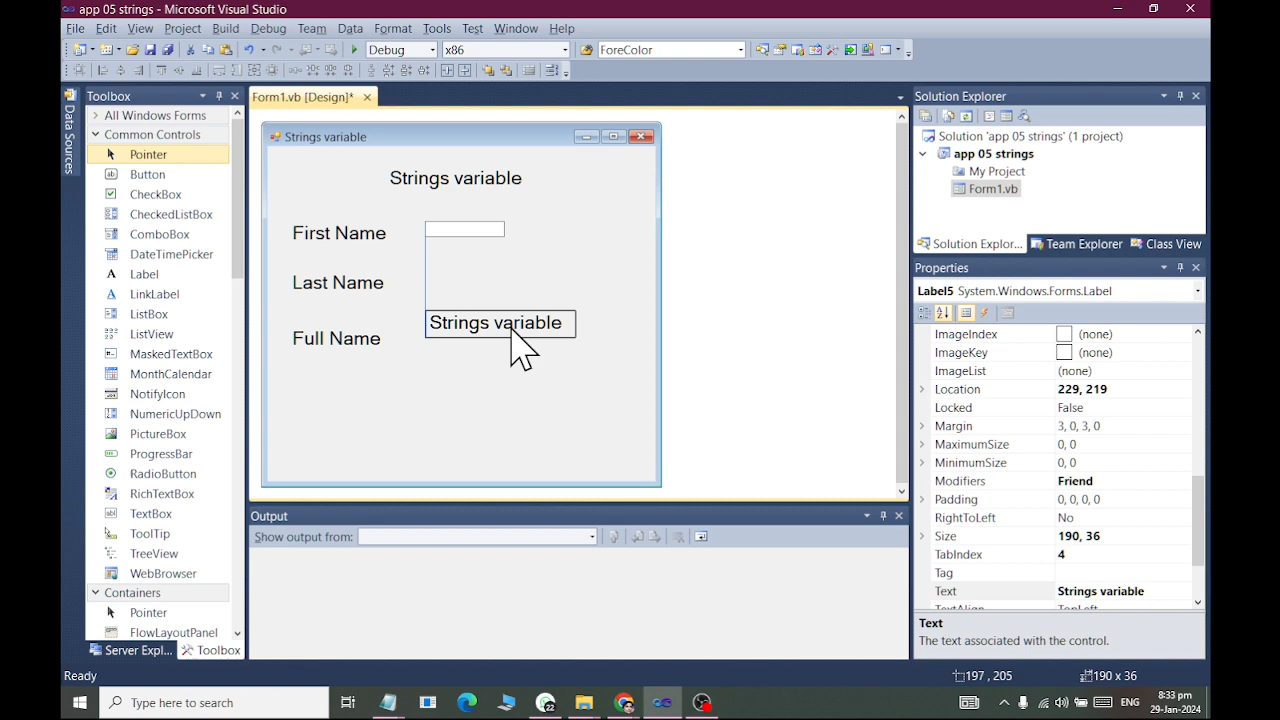 app 05 strings - Microsoft Visual Studio
File Edit View Project Build Debug Team Data Format Tools Test Window Help
Debug x86 ForeColor
Data Sources
Toolbox
All Windows Forms
Common Controls
Pointer
Button
CheckBox
CheckedListBox
ComboBox
DateTimePicker
Label
LinkLabel
ListBox
ListView
MaskedTextBox
MonthCalendar
NotifyIcon
NumericUpDown
PictureBox
ProgressBar
RadioButton
RichTextBox
TextBox
ToolTip
TreeView
WebBrowser
Containers
Pointer
FlowLayoutPanel
Server Expl... Toolbox
Form1.vb [Design]*
Strings variable
Strings variable
First Name
Last Name
Strings variable
Full Name
Output
Show output from:
Solution Explorer
Solution 'app 05 strings' (1 project)
app 05 strings
My Project
Form1.vb
Solution Explor... Team Explorer Class View
Properties
Label5 System.Windows.Forms.Label
ImageIndex (none)
ImageKey (none)
ImageList (none)
Location 229, 219
Locked False
Margin 3, 0, 3, 0
MaximumSize 0, 0
MinimumSize 0, 0
Modifiers Friend
Padding 0, 0, 0, 0
RightToLeft No
Size 190, 36
TabIndex 4
Tag
Text Strings variable
TextAlign TopLeft
Text
The text associated with the control.
Ready 197 , 205 190 x 36
Type here to search
22
ENG
8:33 pm
29-Jan-2024